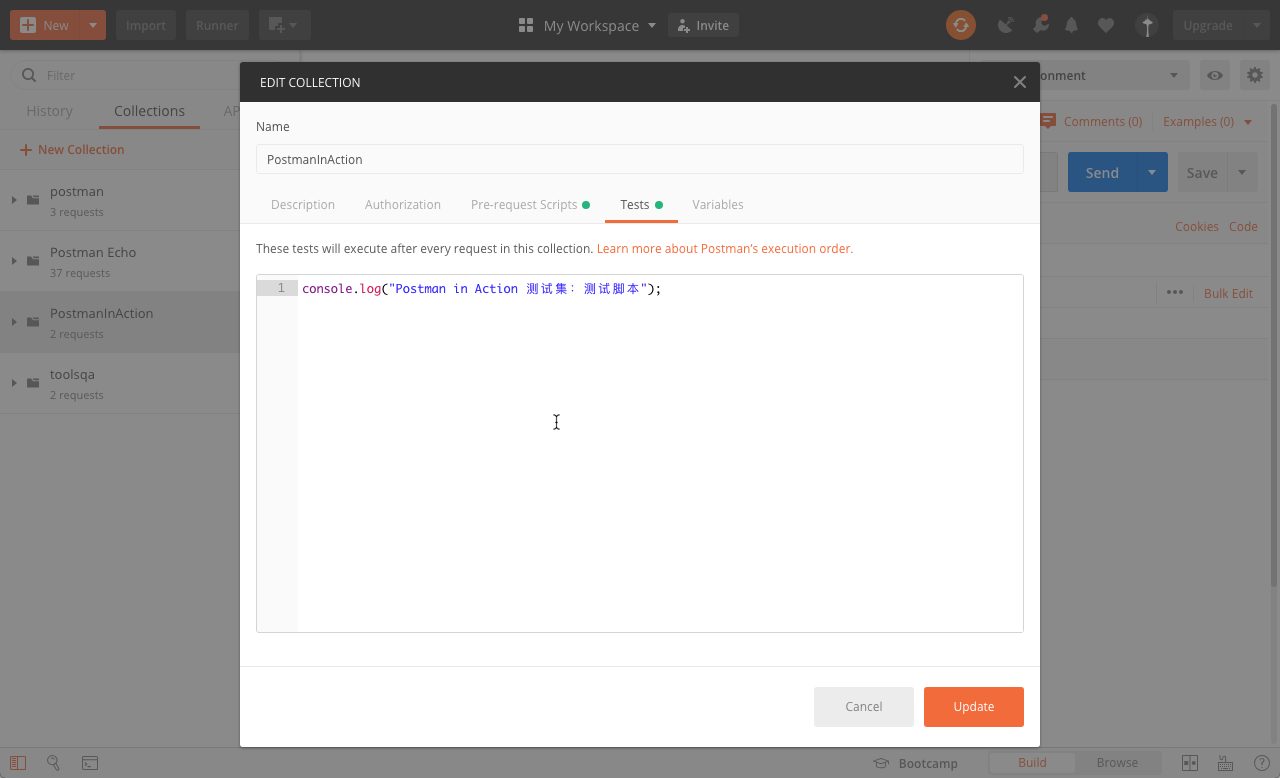 New
Import
Runner
My Workspace
Invite
Upgrade
Filter
History
Collections
AP
New Collection
postman
3 requests
Postman Echo
37 requests
PostmanInAction
2 requests
toolsqa
2 requests
EDIT COLLECTION
Name
PostmanInAction
Description
Authorization
Pre-request Scripts
Tests
Variables
These tests will execute after every request in this collection. Learn more about Postman's execution order.
1 console.log("Postman in Action 测试集：测试脚本");
Cancel
Update
onment
Comments (0)
Examples (0)
Send
Save
Cookies
Code
Bulk Edit
Bootcamp
Build
Browse